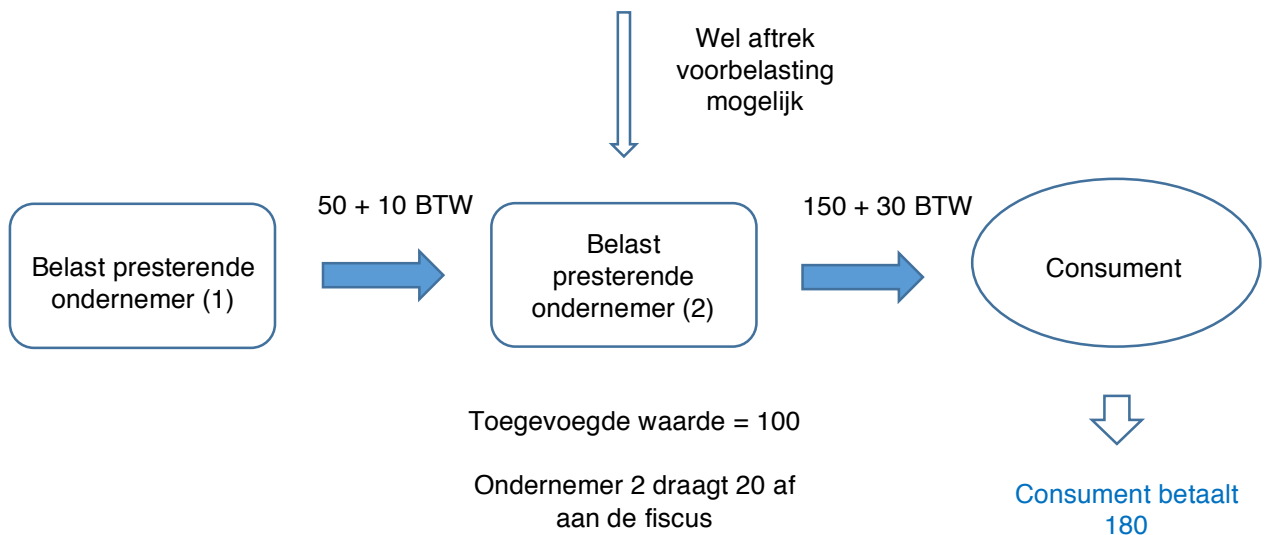 Wel aftrek
voorbelasting
mogelijk
50 + 10 BTW
150 + 30 BTW
Belast presterende
ondernemer (1)
Belast
presterende
ondernemer (2)
Consument
Toegevoegde waarde = 100
Ondernemer 2 draagt 20 af
aan de fiscus
Consument betaalt
180